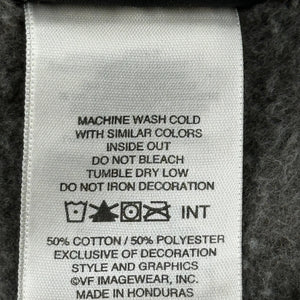 MACHINE WASH COLD
WITH SIMILAR COLORS
INSIDE OUT
DO NOT BLEACH
TUMBLE DRY LOW
DO NOT IRON DECORATION
INT
50% COTTON / 50% POLYESTER
EXCLUSIVE OF DECORATION
STYLE AND GRAPHICS
©VF IMAGEWEAR, INC.
MADE IN HONDURAS